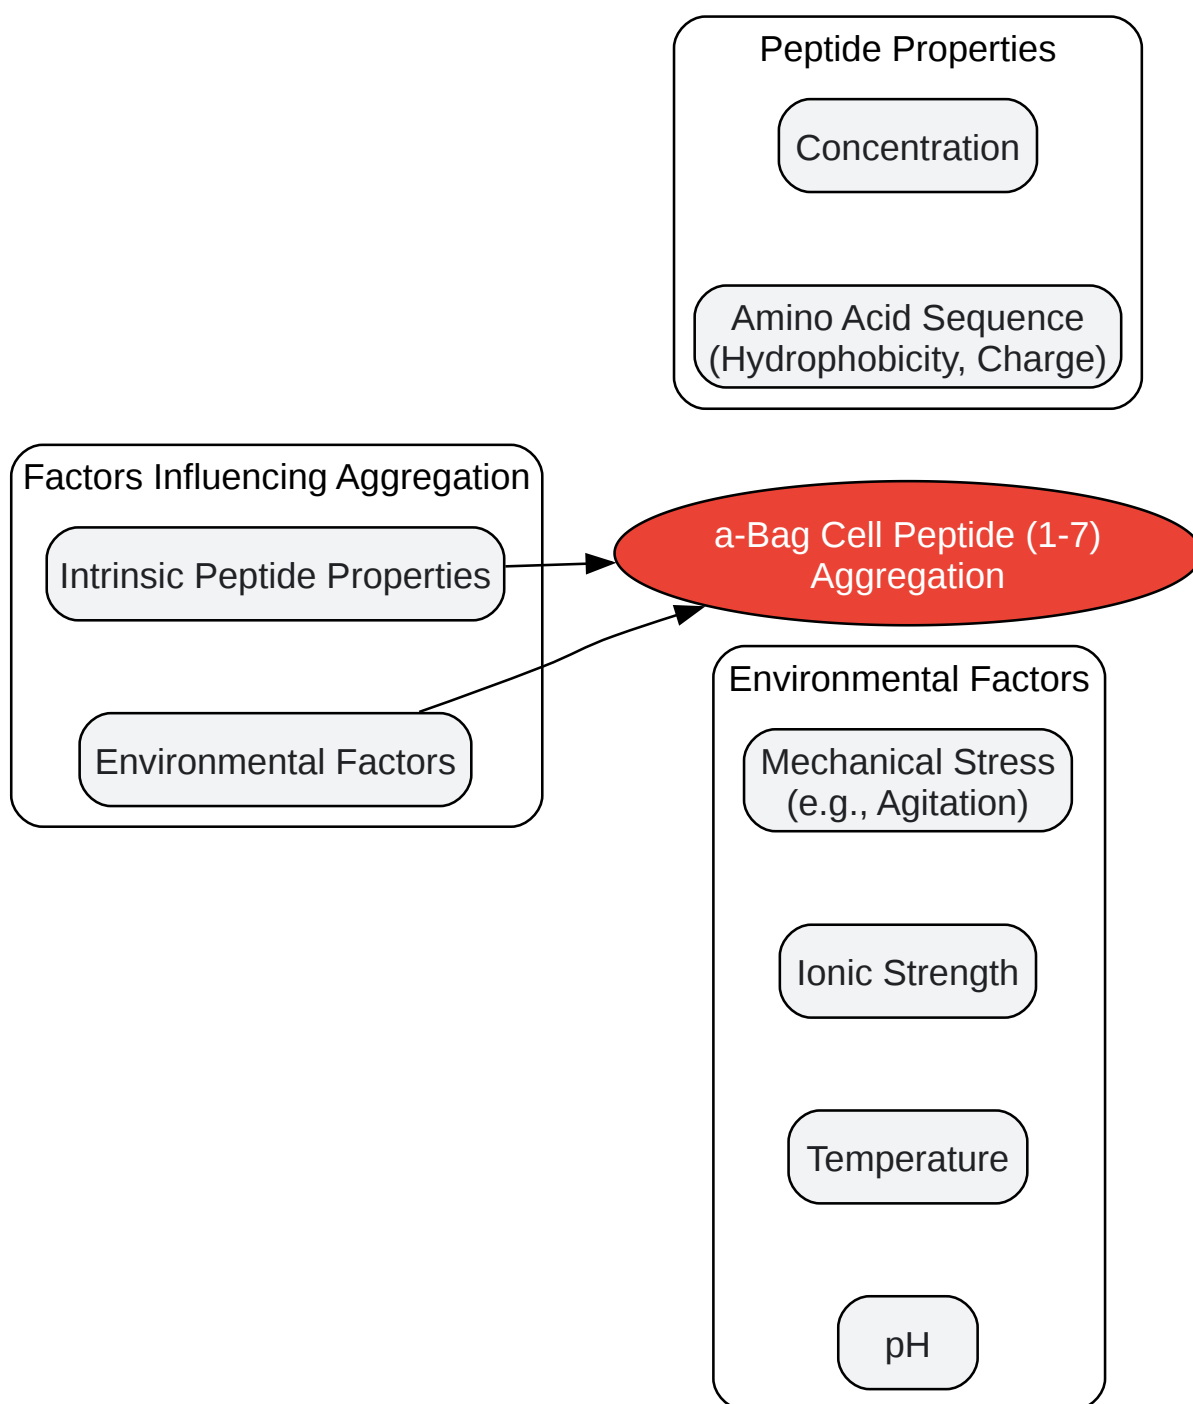 Peptide Properties
Concentration
Amino Acid Sequence
(Hydrophobicity, Charge)
Factors Influencing Aggregation
Intrinsic Peptide Properties
Environmental Factors
a-Bag Cell Peptide (1-7)
Aggregation
Environmental Factors
Mechanical Stress
(e.g., Agitation)
Ionic Strength
Temperature
pH